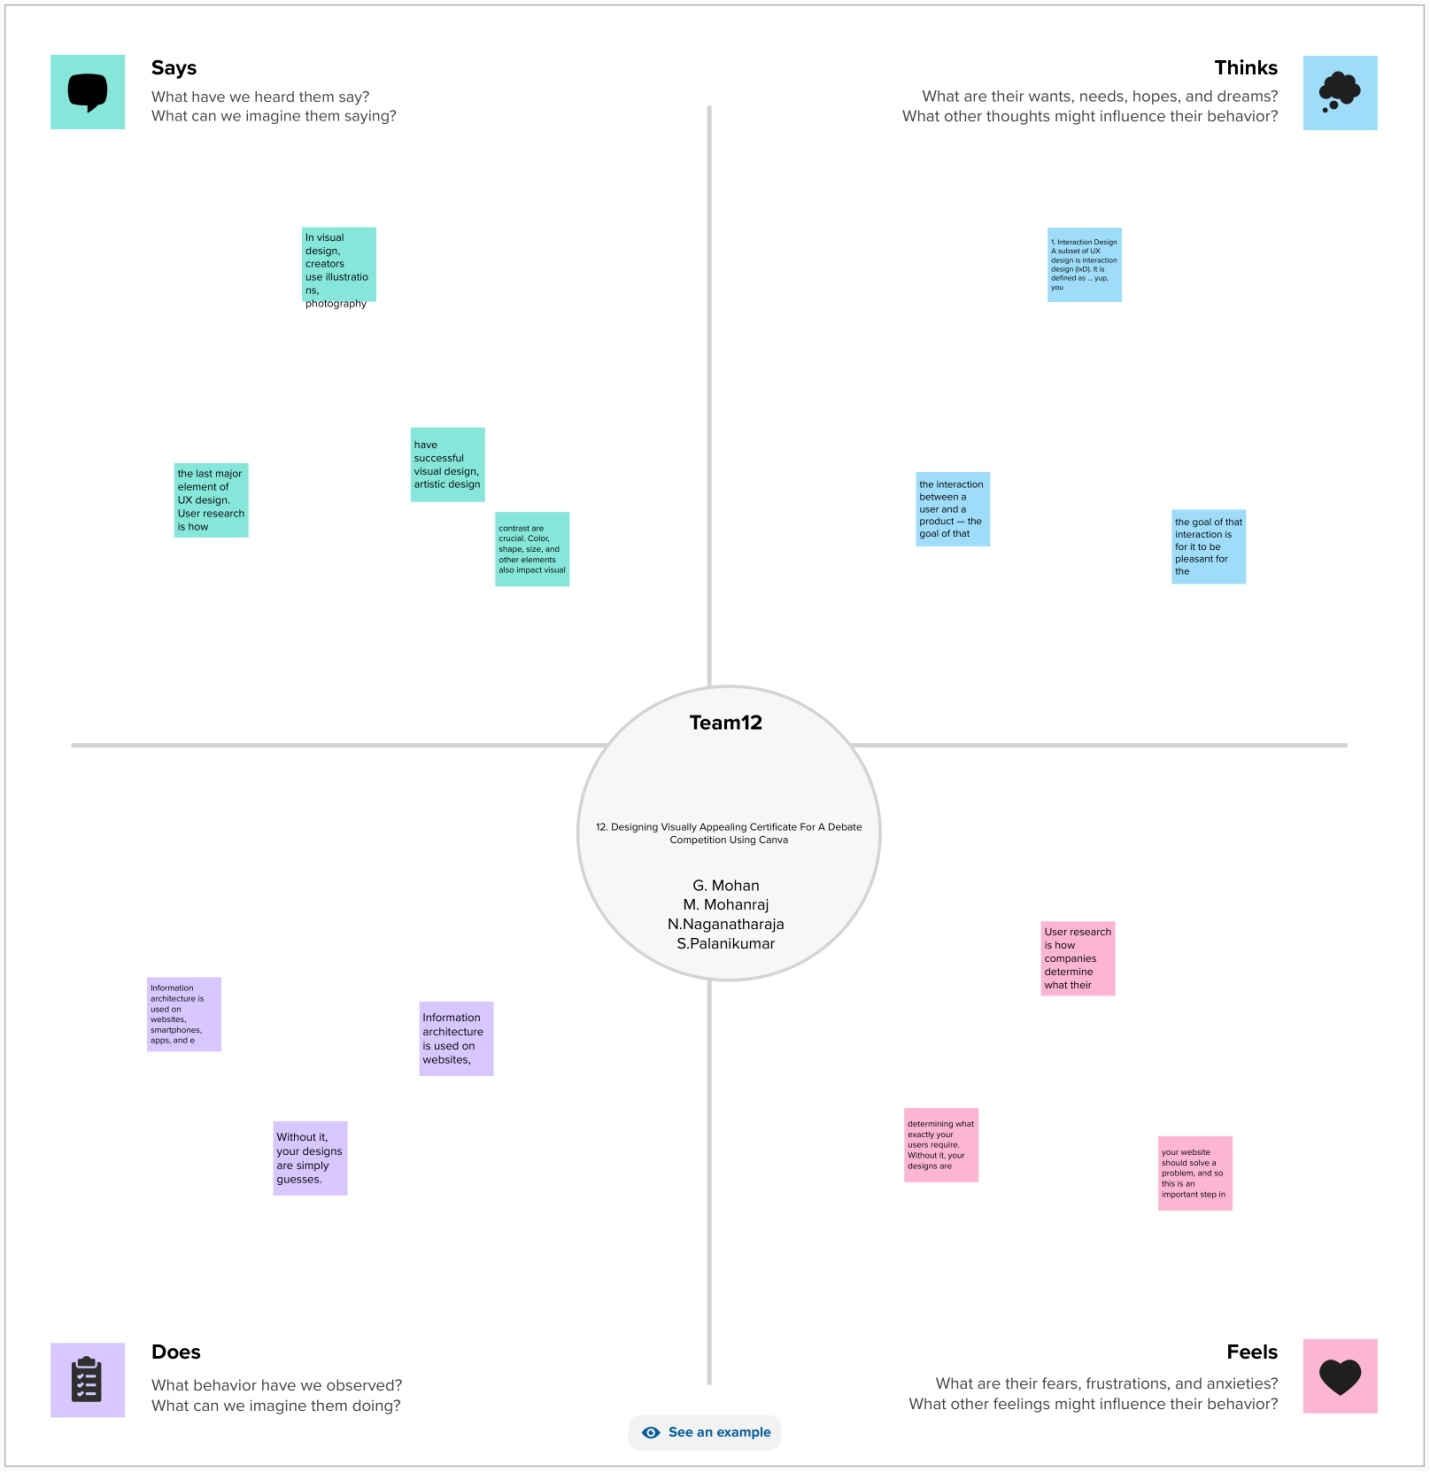 Says
What have we heard them say?
What can we imagine them saying?
Thinks
What are their wants, needs, hopes, and dreams?
What other thoughts might influence their behavior?
In visual
design,
creators
use illustratio
ns,
photography
1. Interaction Design
A subset of UX
design is interaction
design (IxD). It is
defined as ... yup,
you
the last major
element of
UX design.
User research
is how
have
successful
visual design,
artistic design
contrast are
crucial. Color,
shape, size, and
other elements
also impact visual
the interaction
between a
user and a
product — the
goal of that
the goal of that
interaction is
for it to be
pleasant for
the
Team12
12. Designing Visually Appealing Certificate For A Debate
Competition Using Canva
G. Mohan
M. Mohanraj
N.Naganatharaja
S.Palanikumar
Information
architecture is
used on
websites,
smartphones,
apps, and e
Information
architecture
is used on
websites,
Without it,
your designs
are simply
guesses.
User research
is how
companies
determine
what their
determining what
exactly your
users require.
Without it, your
designs are
your website
should solve a
problem, and so
this is an
important step in
Does
What behavior have we observed?
What can we imagine them doing?
Feels
What are their fears, frustrations, and anxieties?
What other feelings might influence their behavior?
See an example